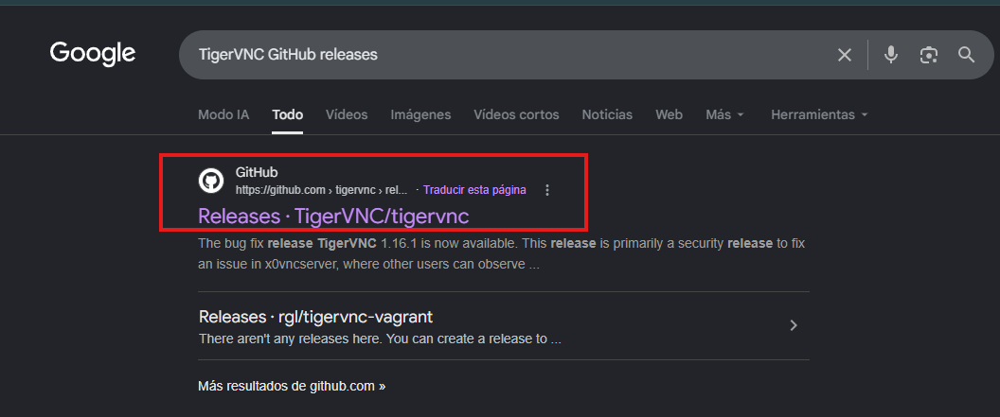 Google
TigerVNC GitHub releases
Modo IA Todo Vídeos Imágenes Vídeos cortos Noticias Web Más Herramientas
GitHub
https://github.com › tigervnc › rel... · Traducir esta página
Releases · TigerVNC/tigervnc
The bug fix release TigerVNC 1.16.1 is now available. This release is primarily a security release to fix
an issue in x0vncserver, where other users can observe ...
Releases · rgl/tigervnc-vagrant
There aren't any releases here. You can create a release to ...
Más resultados de github.com »